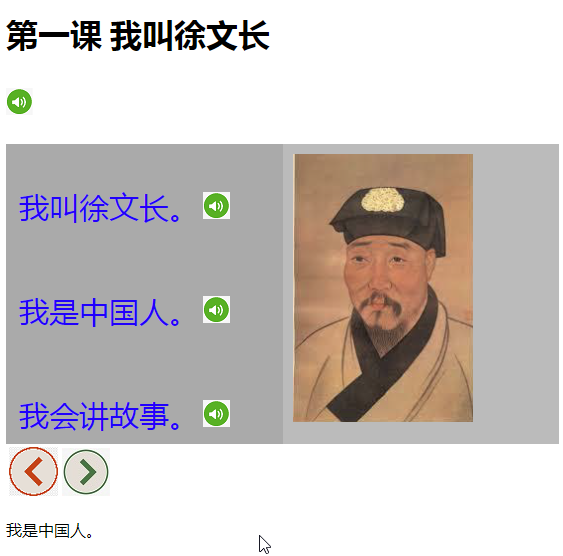 第一课 我叫徐文长
我叫徐文长。
我是中国人。
我会讲故事。
我是中国人。